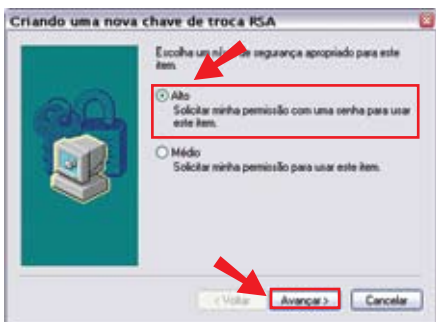 Criando uma nova chave de troca RSA
Escolha um de segurança apropriado para este
item.
Alto
Solicitar minha permissão com uma senha para usar
este item.
Médio
Solicitar minha permissão para usar este item.
< Voltar
Avançar >
Cancelar